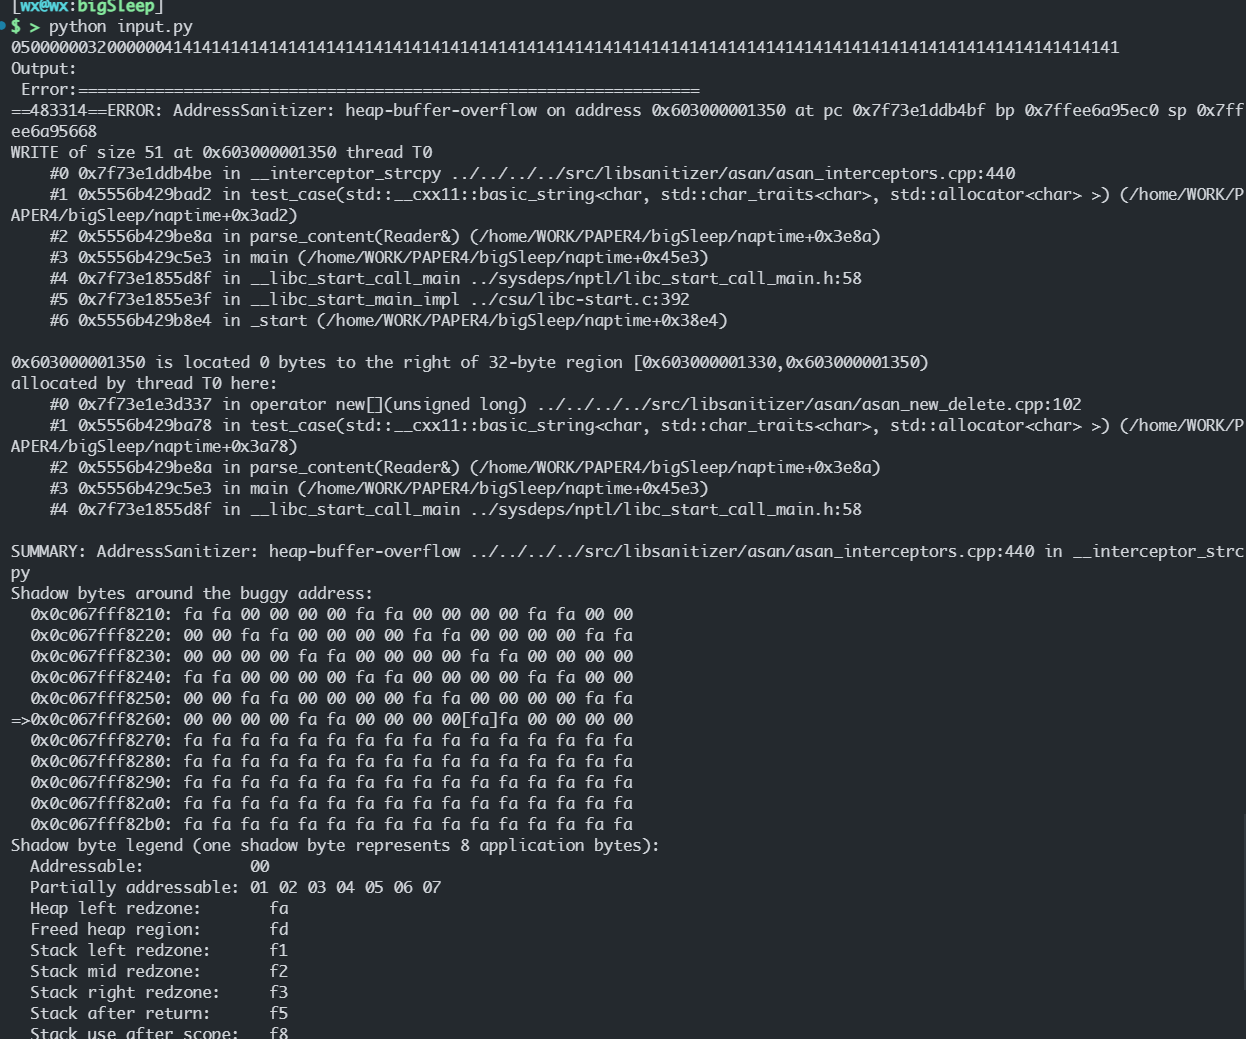 [wx@wx:bigSleep]
$ > python input.py
05000000320000004141414141414141414141414141414141414141414141414141414141414141414141414141414141414141414141414141
Output:
Error:=================================================================
==483314==ERROR: AddressSanitizer: heap-buffer-overflow on address 0x603000001350 at pc 0x7f73e1ddb4bf bp 0x7ffee6a95ec0 sp 0x7ff
ee6a95668
WRITE of size 51 at 0x603000001350 thread T0
#0 0x7f73e1ddb4be in __interceptor_strcpy ../../../../src/libsanitizer/asan/asan_interceptors.cpp:440
#1 0x5556b429bad2 in test_case(std::__cxx11::basic_string<char, std::char_traits<char>, std::allocator<char> >) (/home/WORK/P
APER4/bigSleep/naptime+0x3ad2)
#2 0x5556b429be8a in parse_content(Reader&) (/home/WORK/PAPER4/bigSleep/naptime+0x3e8a)
#3 0x5556b429c5e3 in main (/home/WORK/PAPER4/bigSleep/naptime+0x45e3)
#4 0x7f73e1855d8f in __libc_start_call_main ../sysdeps/nptl/libc_start_call_main.h:58
#5 0x7f73e1855e3f in __libc_start_main_impl ../csu/libc-start.c:392
#6 0x5556b429b8e4 in _start (/home/WORK/PAPER4/bigSleep/naptime+0x38e4)
0x603000001350 is located 0 bytes to the right of 32-byte region [0x603000001330,0x603000001350)
allocated by thread T0 here:
#0 0x7f73e1e3d337 in operator new[](unsigned long) ../../../../src/libsanitizer/asan/asan_new_delete.cpp:102
#1 0x5556b429ba78 in test_case(std::__cxx11::basic_string<char, std::char_traits<char>, std::allocator<char> >) (/home/WORK/P
APER4/bigSleep/naptime+0x3a78)
#2 0x5556b429be8a in parse_content(Reader&) (/home/WORK/PAPER4/bigSleep/naptime+0x3e8a)
#3 0x5556b429c5e3 in main (/home/WORK/PAPER4/bigSleep/naptime+0x45e3)
#4 0x7f73e1855d8f in __libc_start_call_main ../sysdeps/nptl/libc_start_call_main.h:58
SUMMARY: AddressSanitizer: heap-buffer-overflow ../../../../src/libsanitizer/asan/asan_interceptors.cpp:440 in __interceptor_strc
py
Shadow bytes around the buggy address:
0x0c067fff8210: fa fa 00 00 00 00 fa fa 00 00 00 00 fa fa 00 00
0x0c067fff8220: 00 00 fa fa 00 00 00 00 fa fa 00 00 00 00 fa fa
0x0c067fff8230: 00 00 00 00 fa fa 00 00 00 00 fa fa 00 00 00 00
0x0c067fff8240: fa fa 00 00 00 00 fa fa 00 00 00 00 fa fa 00 00
0x0c067fff8250: 00 00 fa fa 00 00 00 00 fa fa 00 00 00 00 fa fa
=>0x0c067fff8260: 00 00 00 00 fa fa 00 00 00 00[fa]fa 00 00 00 00
0x0c067fff8270: fa fa fa fa fa fa fa fa fa fa fa fa fa fa fa fa
0x0c067fff8280: fa fa fa fa fa fa fa fa fa fa fa fa fa fa fa fa
0x0c067fff8290: fa fa fa fa fa fa fa fa fa fa fa fa fa fa fa fa
0x0c067fff82a0: fa fa fa fa fa fa fa fa fa fa fa fa fa fa fa fa
0x0c067fff82b0: fa fa fa fa fa fa fa fa fa fa fa fa fa fa fa fa
Shadow byte legend (one shadow byte represents 8 application bytes):
Addressable: 00
Partially addressable: 01 02 03 04 05 06 07
Heap left redzone: fa
Freed heap region: fd
Stack left redzone: f1
Stack mid redzone: f2
Stack right redzone: f3
Stack after return: f5
Stack use after scope: f8